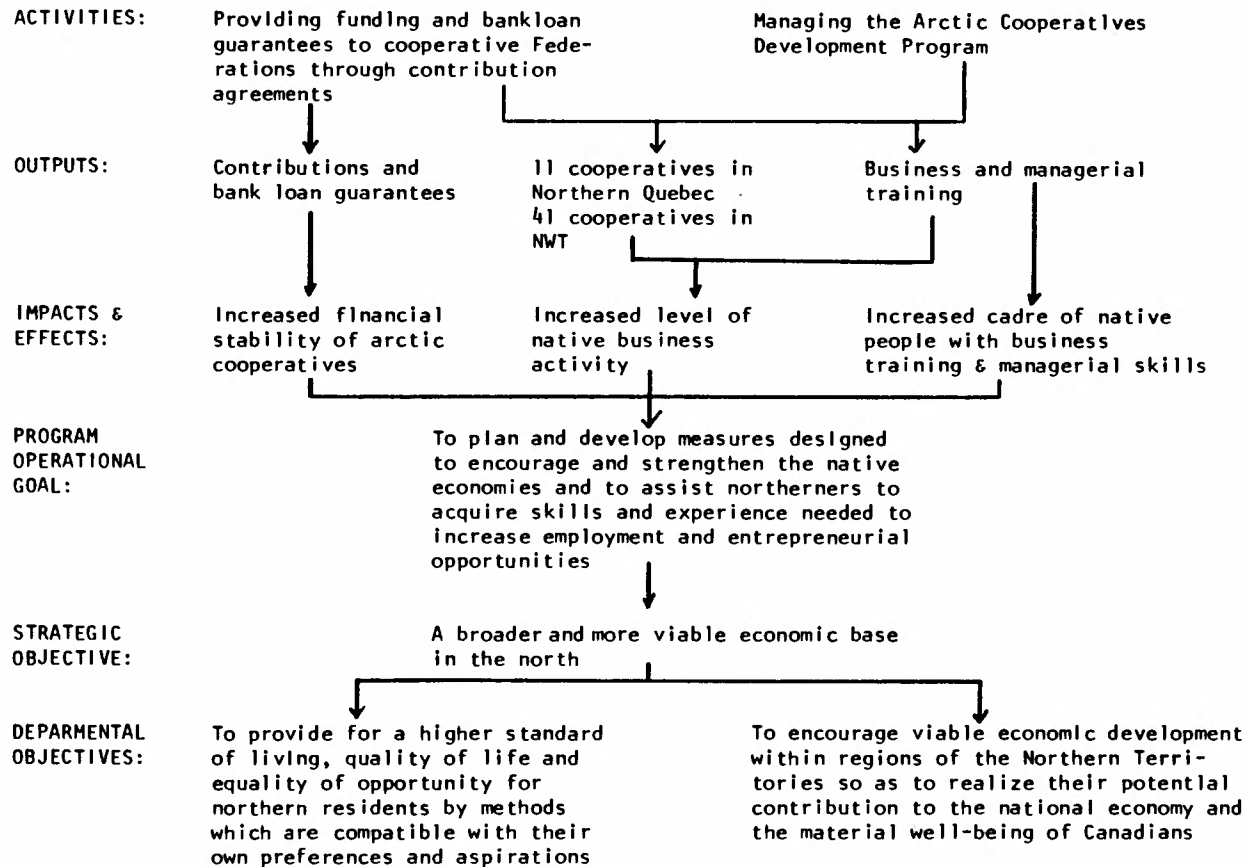 ACTIVITIES:
Providing funding and bankloan
guarantees to cooperative Fede-
rations through contribution
agreements
Managing the Arctic Cooperatives
Development Program
OUTPUTS:
Contributions and
bank loan guarantees
11 cooperatives in
Northern Quebec
41 cooperatives in
NWT
Business and managerial
training
IMPACTS &
EFFECTS:
Increased financial
stability of arctic
cooperatives
Increased level of
native business
activity
Increased cadre of native
people with business
training & managerial skills
PROGRAM
OPERATIONAL
GOAL:
To plan and develop measures designed
to encourage and strengthen the native
economies and to assist northerners to
acquire skills and experience needed to
increase employment and entrepreneurial
opportunities
STRATEGIC
OBJECTIVE:
A broader and more viable economic base
in the north
DEPARMENTAL
OBJECTIVES:
To provide for a higher standard
of living, quality of life and
equality of opportunity for
northern residents by methods
which are compatible with their
own preferences and aspirations
To encourage viable economic development
within regions of the Northern Terri-
tories so as to realize their potential
contribution to the national economy and
the material well-being of Canadians